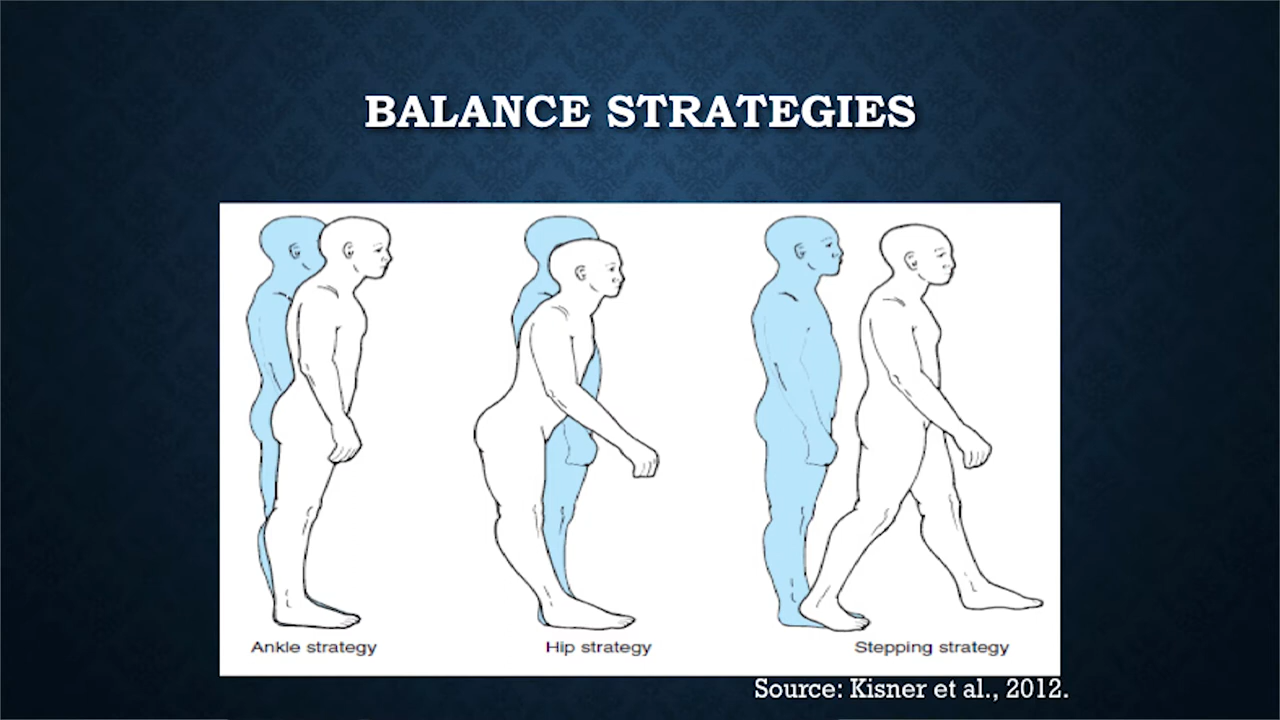 BALANCE STRATEGIES
Ankle strategy
Hip strategy
Stepping strategy
Source: Kisner et al., 2012.